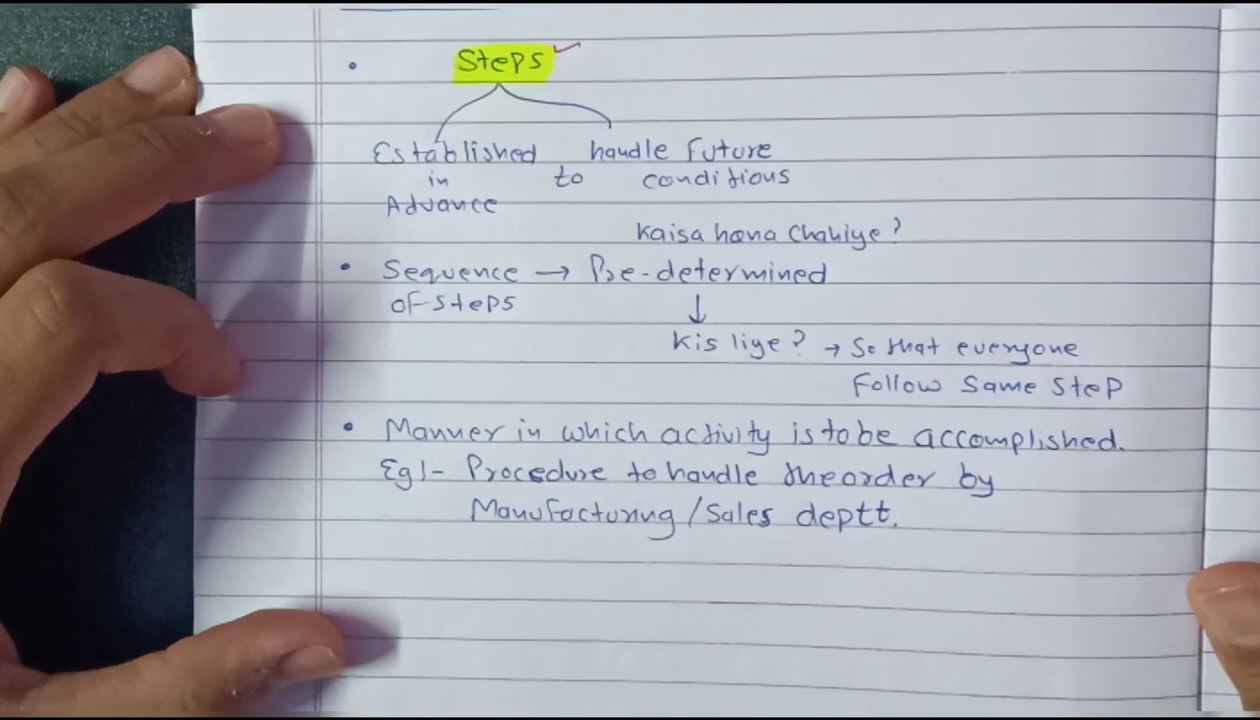 • Steps
Established handle Future
in to conditions
Advance
Kaisa hona Chahiye?
• Sequence → Pre-determined
of steps ↓
Kis liye? → So that everyone
Follow Same Step
• Manner in which activity is to be accomplished.
Eg!- Procedure to handle the order by
Manufacturing/Sales deptt.